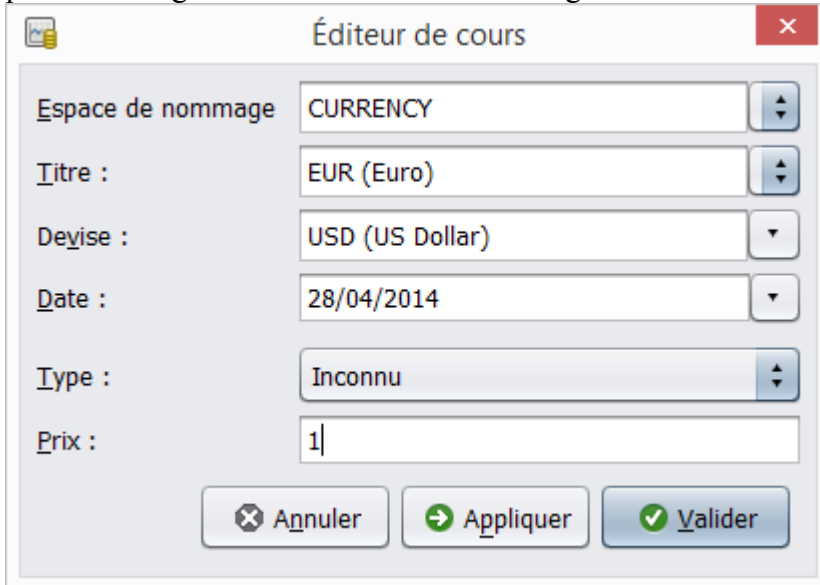 Éditeur de cours
Espace de nommage CURRENCY
Titre : EUR (Euro)
Devise : USD (US Dollar)
Date : 28/04/2014
Type : Inconnu
Prix : 1
Annuler Appliquer Valider